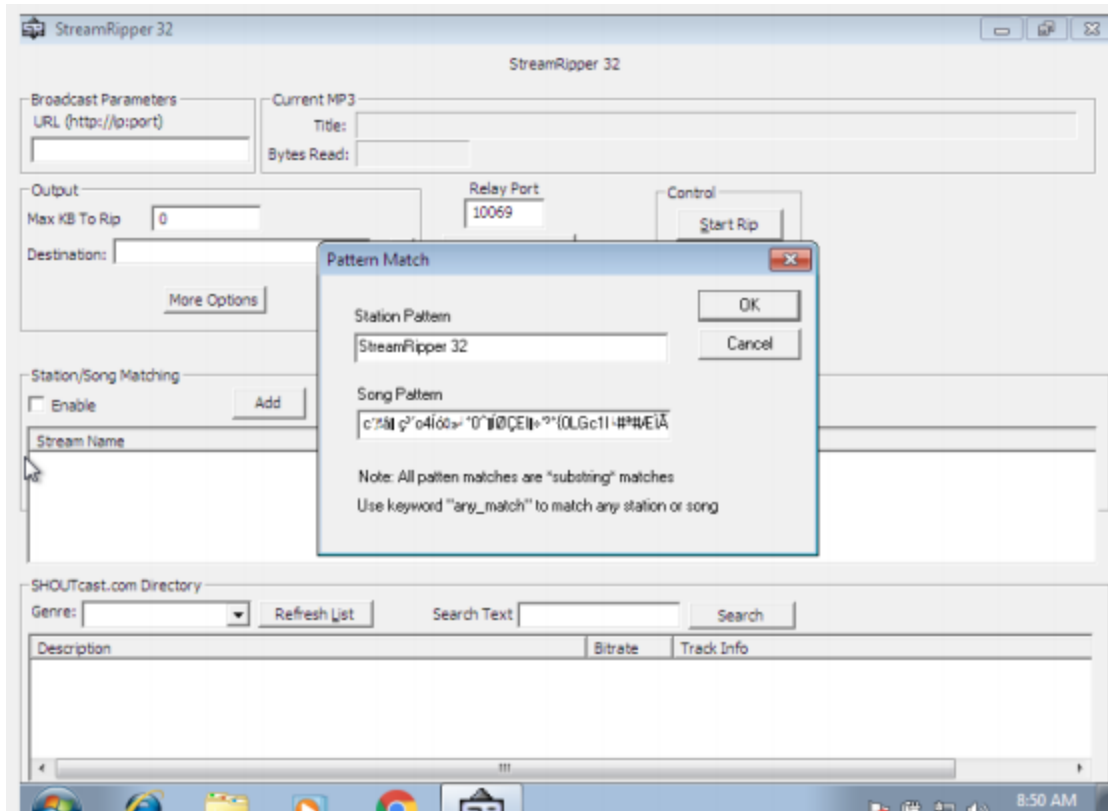 StreamRipper 32
StreamRipper 32
Broadcast Parameters
URL (http://ip:port)
Current MP3
Title:
Bytes Read:
Output
Max KB To Rip 0
Destination:
More Options
Relay Port
10069
Control
Start Rip
Pattern Match
Station Pattern
StreamRipper 32
OK
Cancel
Song Pattern
Note: All patten matches are *substring* matches
Use keyword "any_match" to match any station or song
Station/Song Matching
Enable
Add
Stream Name
SHOUTcast.com Directory
Genre:
Refresh List
Search Text
Search
Description Bitrate Track Info
8:50 AM